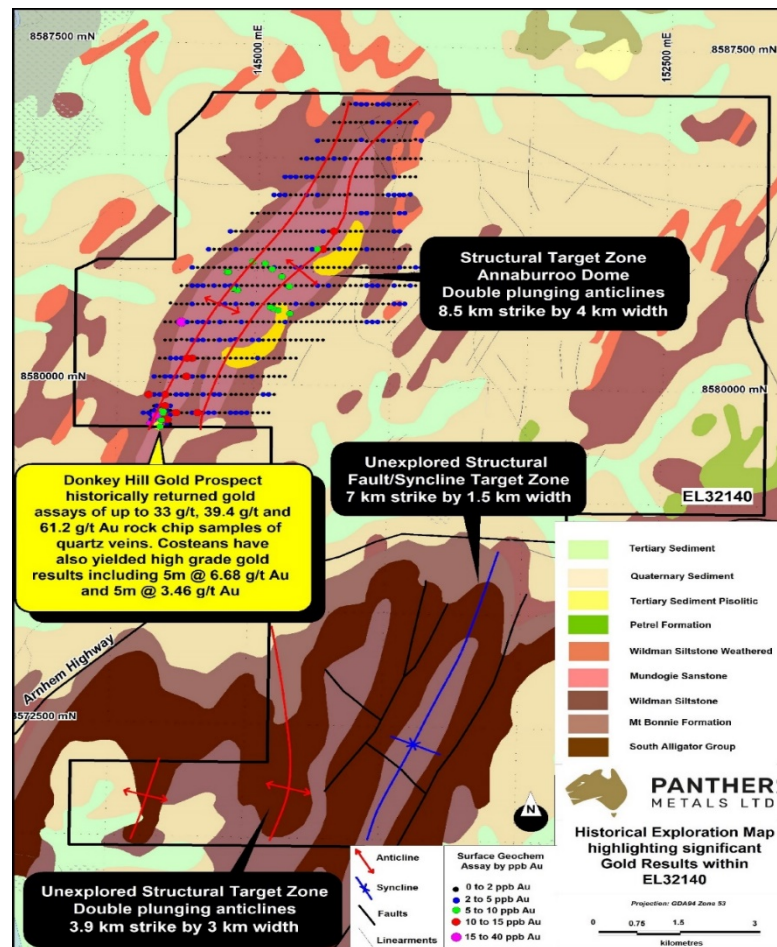 8587500 mN
145000 mE
152500 mE
8587500 mN
Structural Target Zone
Annaburroo Dome
Double plunging anticlines
8.5 km strike by 4 km width
8580000 mN
8580000 mN
Donkey Hill Gold Prospect
historically returned gold
assays of up to 33 g/t, 39.4 g/t and
61.2 g/t Au rock chip samples of
quartz veins. Costeans have
also yielded high grade gold
results including 5m @ 6.68 g/t Au
and 5m @ 3.46 g/t Au
Unexplored Structural
Fault/Syncline Target Zone
7 km strike by 1.5 km width
EL32140
Arnhem Highway
8572500 mN
Unexplored Structural Target Zone
Double plunging anticlines
3.9 km strike by 3 km width
N
Anticline
Syncline
Faults
Linearments
Surface Geochem
Assay by ppb Au
0 to 2 ppb Au
2 to 5 ppb Au
5 to 10 ppb Au
10 to 15 ppb Au
15 to 40 ppb Au
Tertiary Sediment
Quaternary Sediment
Tertiary Sediment Pisolitic
Petrel Formation
Wildman Siltstone Weathered
Mundogie Sanstone
Wildman Siltstone
Mt Bonnie Formation
South Alligator Group
PANTHER
METALS LTD
Historical Exploration Map
highlighting significant
Gold Results within
EL32140
Projection: GDA94 Zone 53
0 0.75 1.5 3
kilometres